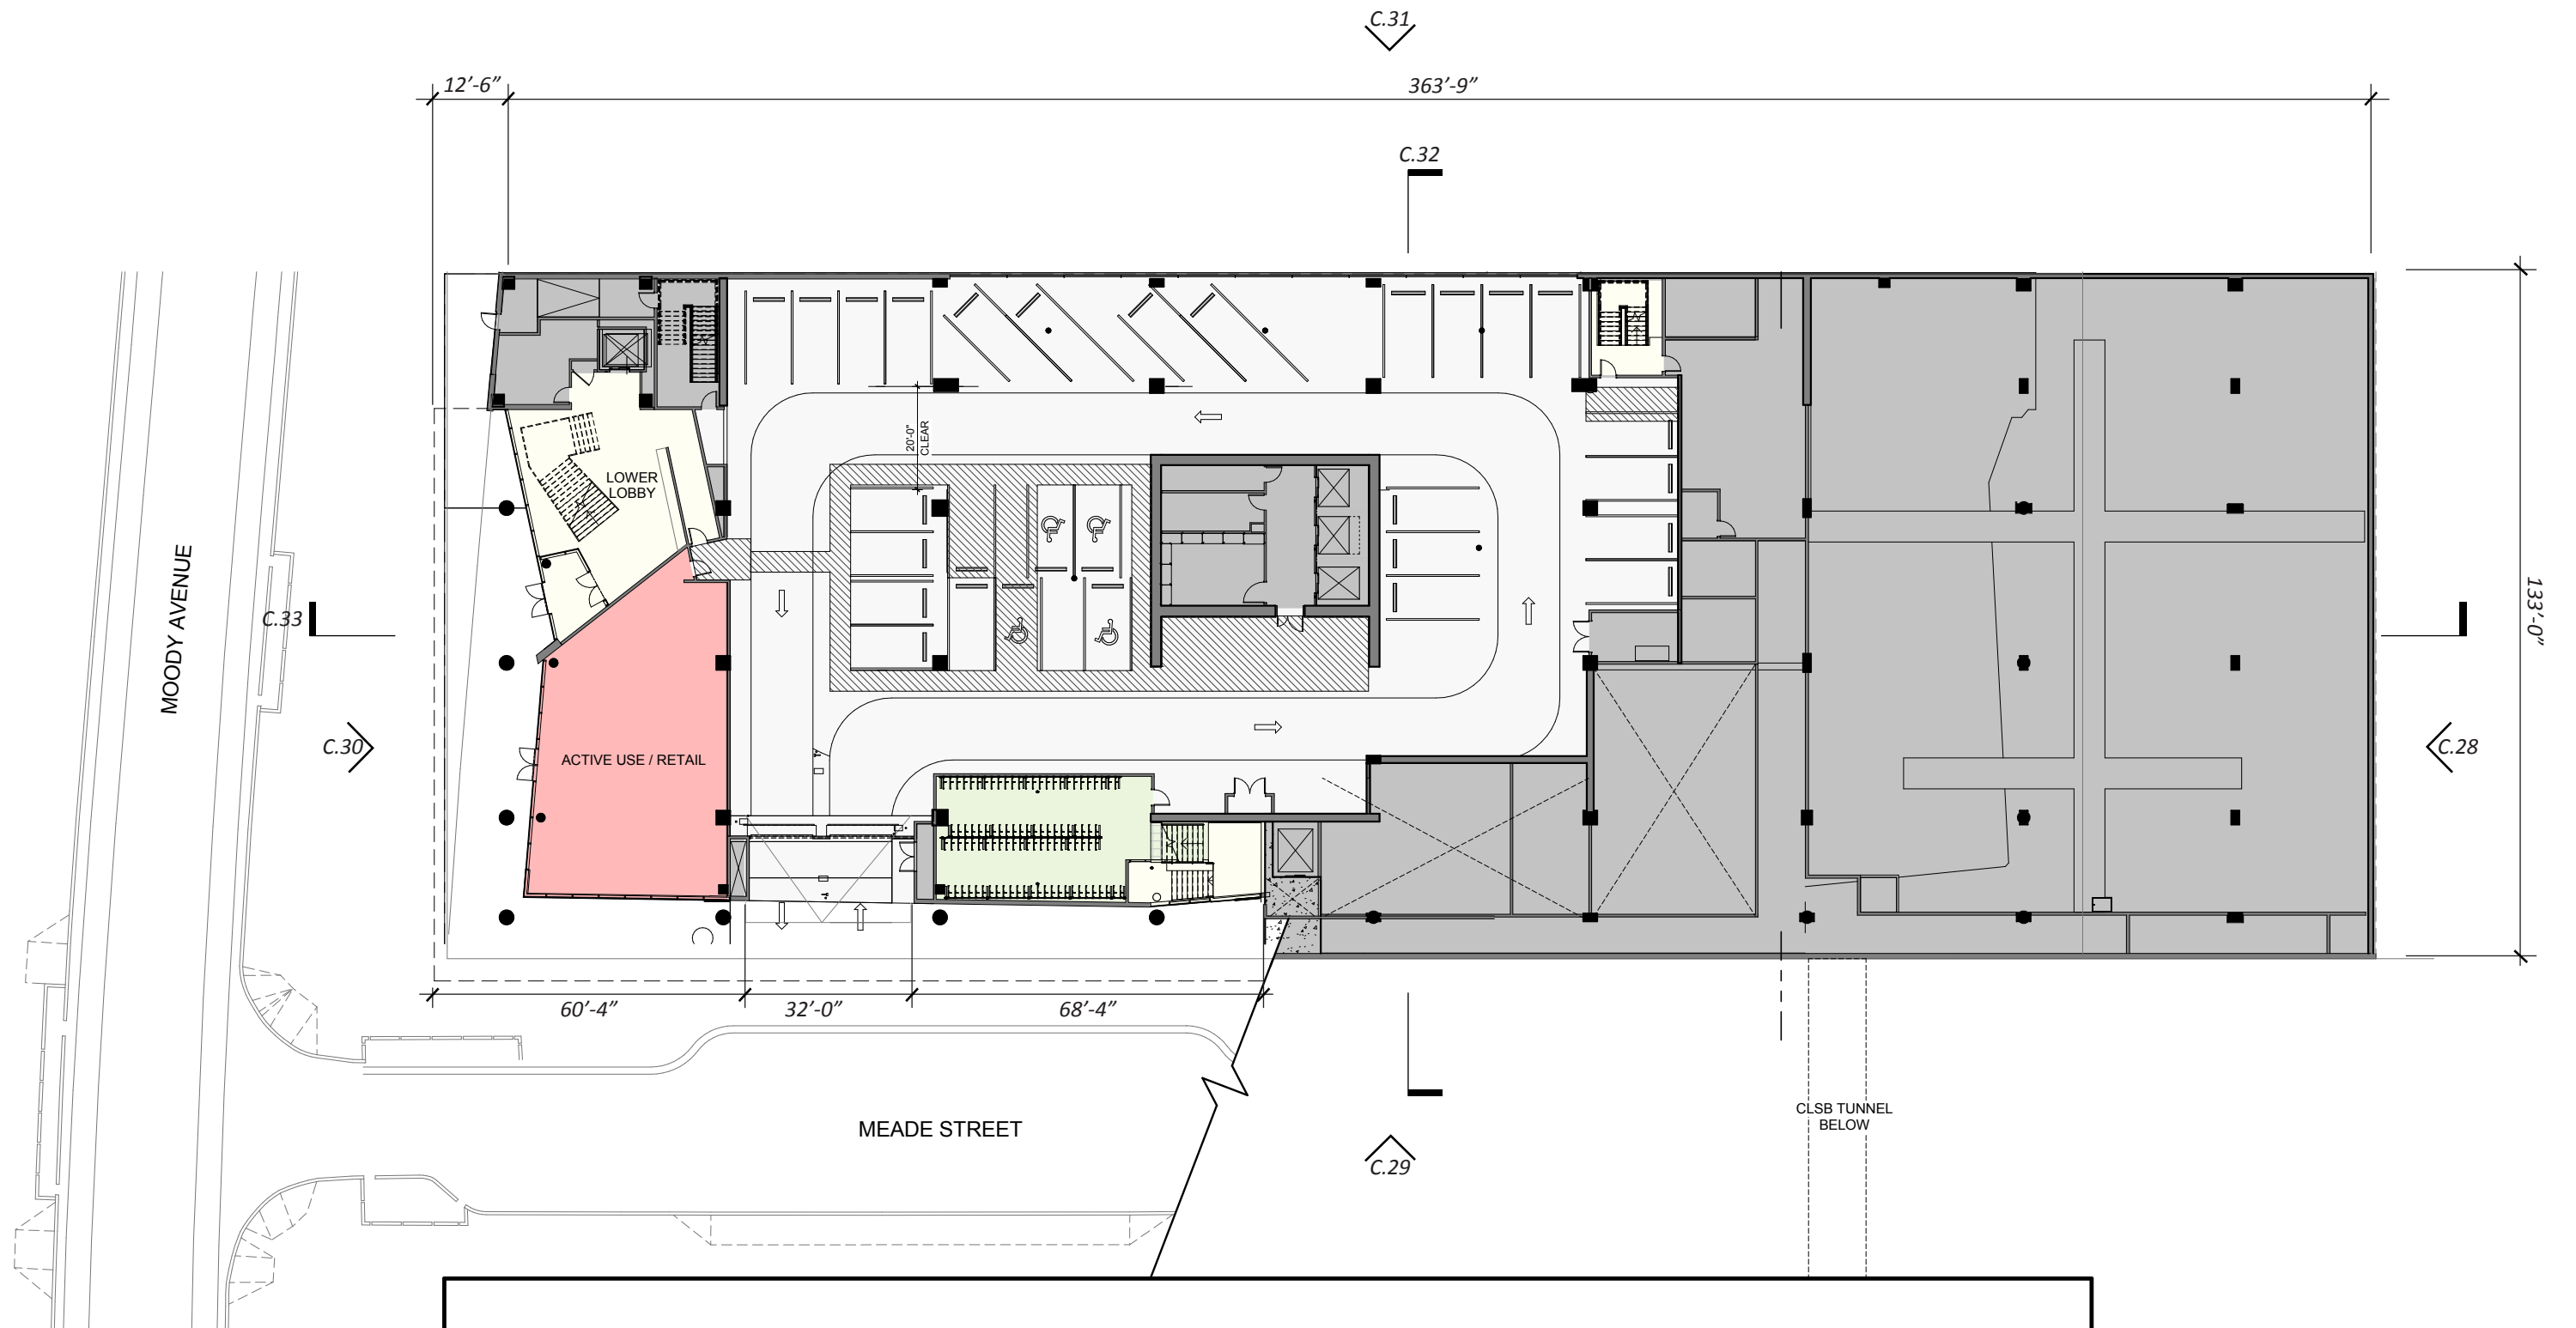 C.31
12’-6”
363’-9”
C.32
20'-0"
CLEAR
LOWER
LOBBY
MOODY AVENUE
C.33
133’-0”
C.30
ACTIVE USE / RETAIL
C.28
60’-4”
32’-0”
68’-4”
MEADE STREET
CLSB TUNNEL
BELOW
C.29